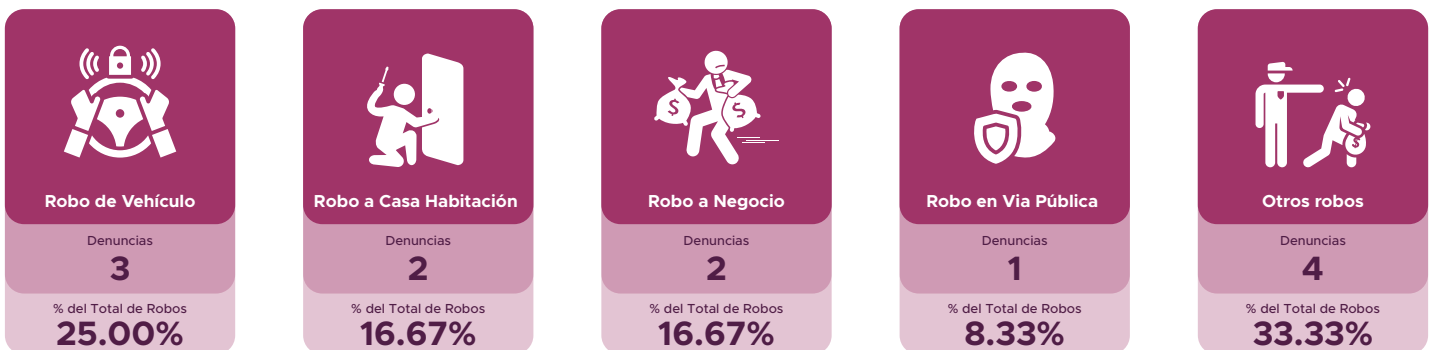 Robo de Vehículo
Denuncias
3
% del Total de Robos
25.00%
Robo a Casa Habitación
Denuncias
2
% del Total de Robos
16.67%
$ $
Robo a Negocio
Denuncias
2
% del Total de Robos
16.67%
Robo en Via Pública
Denuncias
1
% del Total de Robos
8.33%
$
Otros robos
Denuncias
4
% del Total de Robos
33.33%